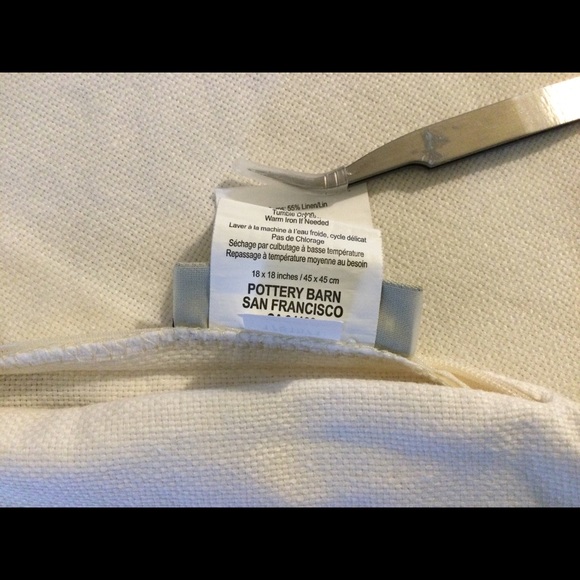 55% Linen/Lin
Tumble Dry
Warm Iron If Needed
Laver à la machine à l'eau froide, cycle délicat
Pas de Chlorage
Séchage par culbutage à basse température
Repassage à température moyenne au besoin
18 x 18 inches / 45 x 45 cm
POTTERY BARN
SAN FRANCISCO